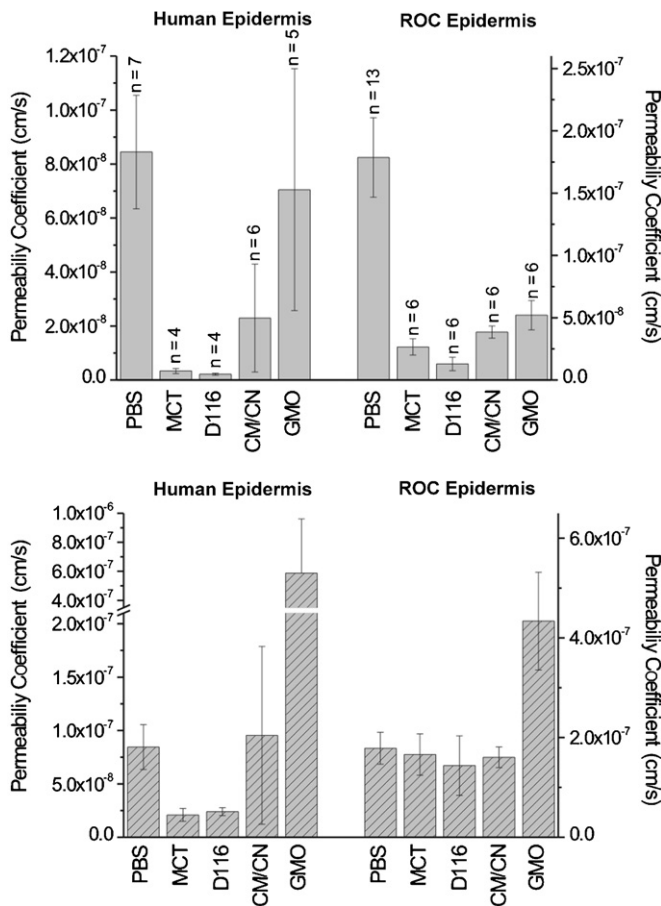 Human Epidermis
ROC Epidermis
Permeabiliy Coefficient (cm/s)
1.2x10⁻⁷
1.0x10⁻⁷
8.0x10⁻⁸
6.0x10⁻⁸
4.0x10⁻⁸
2.0x10⁻⁸
0.0
n = 7
n = 4
n = 4
n = 6
n = 5
PBS
MCT
D116
CM/CN
GMO
n = 13
n = 6
n = 6
n = 6
n = 6
PBS
MCT
D116
CM/CN
GMO
2.5x10⁻⁷
2.0x10⁻⁷
1.5x10⁻⁷
1.0x10⁻⁷
5.0x10⁻⁸
0.0
Permeabiliy Coefficient (cm/s)
Human Epidermis
ROC Epidermis
Permeabiliy Coefficient (cm/s)
1.0x10⁻⁶
8.0x10⁻⁷
6.0x10⁻⁷
4.0x10⁻⁷
2.0x10⁻⁷
1.5x10⁻⁷
1.0x10⁻⁷
5.0x10⁻⁸
0.0
PBS
MCT
D116
CM/CN
GMO
PBS
MCT
D116
CM/CN
GMO
6.0x10⁻⁷
4.0x10⁻⁷
2.0x10⁻⁷
0.0
Permeabiliy Coefficient (cm/s)